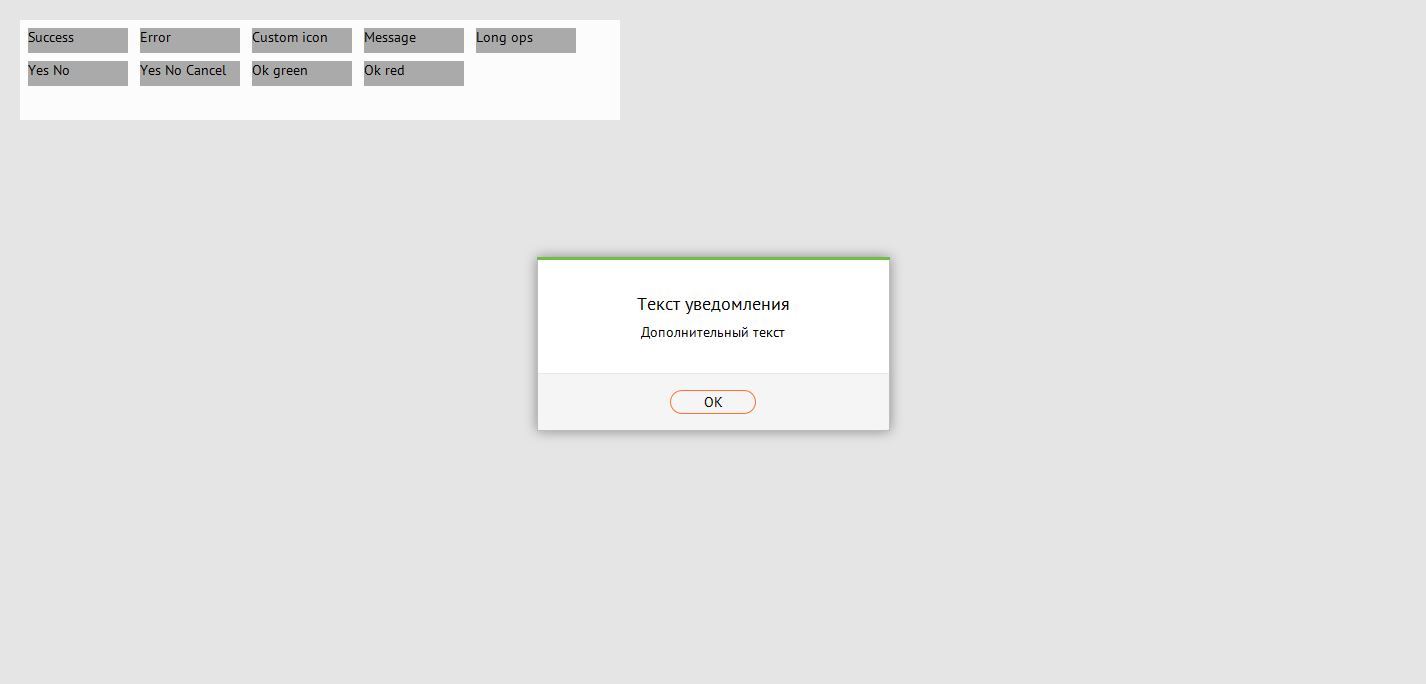 Success Error Custom icon Message Long ops
Yes No Yes No Cancel Ok green Ok red
Текст уведомления
Дополнительный текст
OK